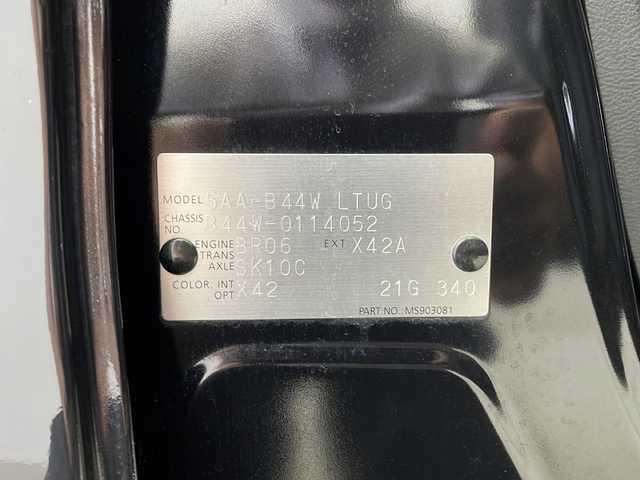 MODEL 5AA-B44W LTUG
CHASSIS NO. B44W-0114052
ENGINE BR06 EXT X42A
TRANS AXLE SK10C
COLOR. INT OPT X42 21G 340
PART NO.: MS903081